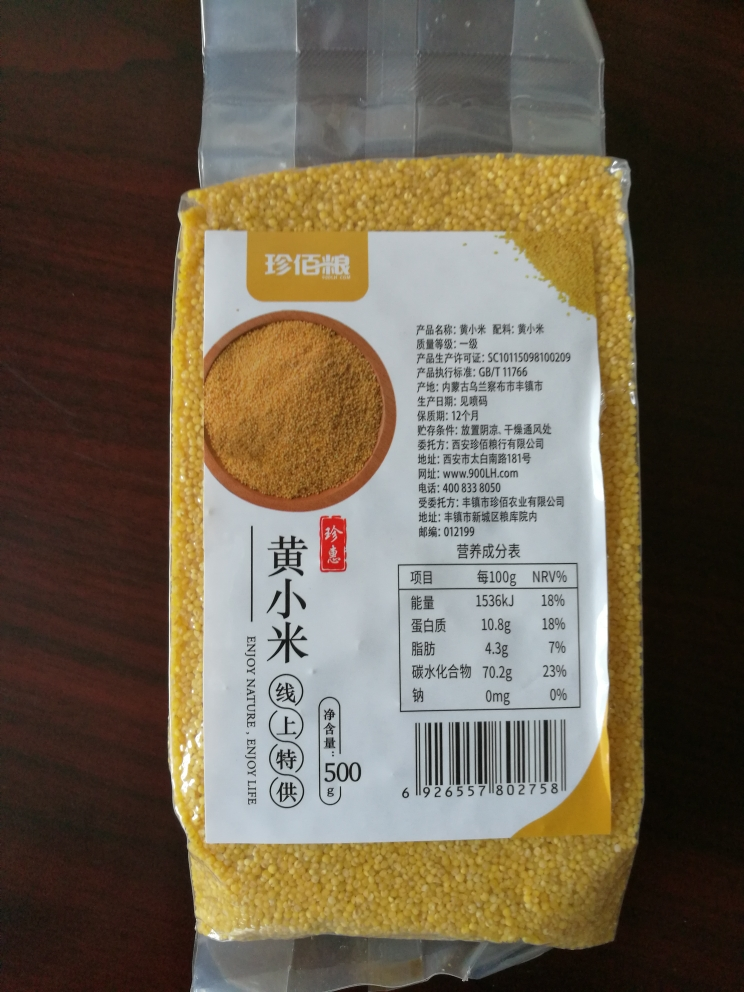 珍佰粮
产品名称: 黄小米 配料: 黄小米
质量等级: 一级
产品生产许可证: SC10115098100209
产品执行标准: GB/T 11766
产地: 内蒙古乌兰察布市丰镇市
生产日期: 见喷码
保质期: 12个月
贮存条件: 放置阴凉、干燥通风处
委托方: 西安珍佰粮行有限公司
地址: 西安市太白南路181号
网址: www.900LH.com
电话: 400 833 8050
受委托方: 丰镇市珍佰农业有限公司
地址: 丰镇市新城区粮库院内
邮编: 012199
珍惠
黄小米
线上特供
ENJOY NATURE , ENJOY LIFE
净含量: 500g
营养成分表
项目 每100g NRV%
能量 1536kJ 18%
蛋白质 10.8g 18%
脂肪 4.3g 7%
碳水化合物 70.2g 23%
钠 0mg 0%
6 926557 802758